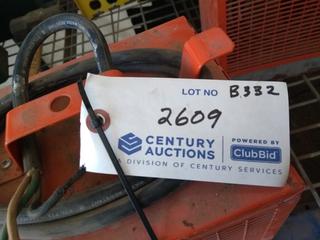 LOT NO B332
2609
CENTURY AUCTIONS
POWERED BY ClubBid
A DIVISION OF CENTURY SERVICES